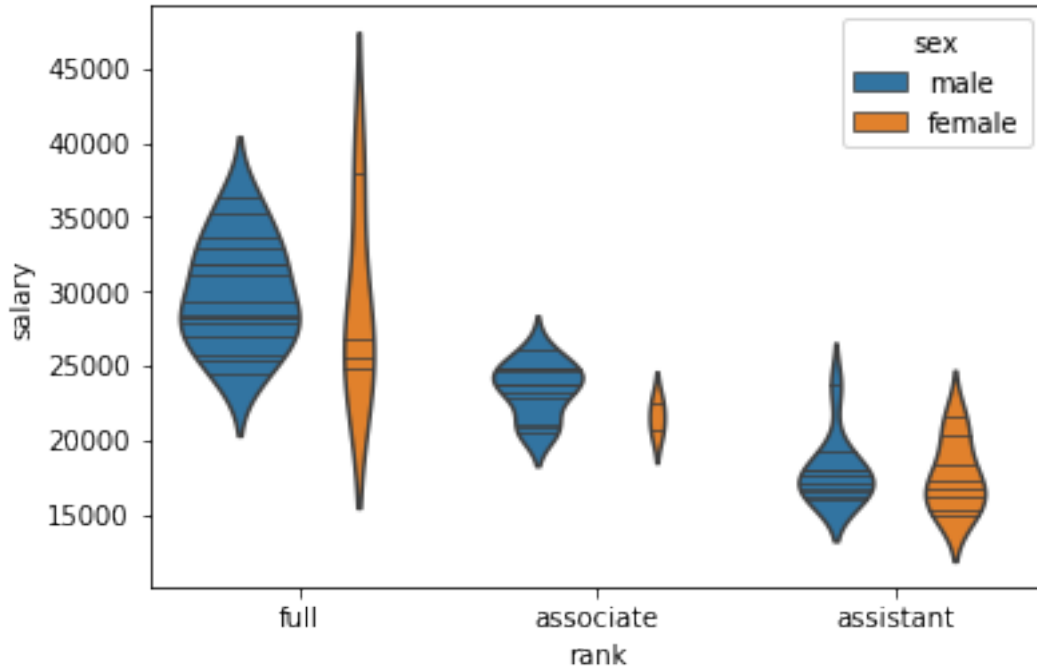 45000
40000
35000
30000
25000
20000
15000
salary
full
associate
assistant
rank
sex
male
female